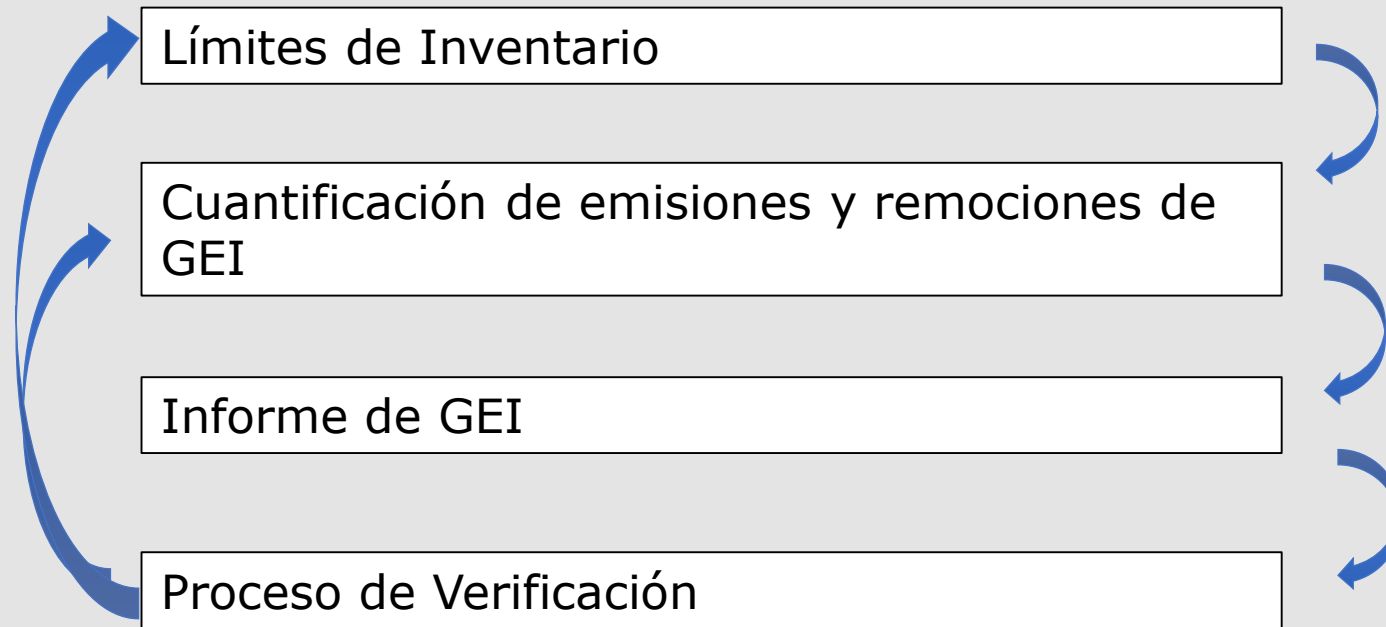 Límites de Inventario
Cuantificación de emisiones y remociones de
GEI
Informe de GEI
Proceso de Verificación